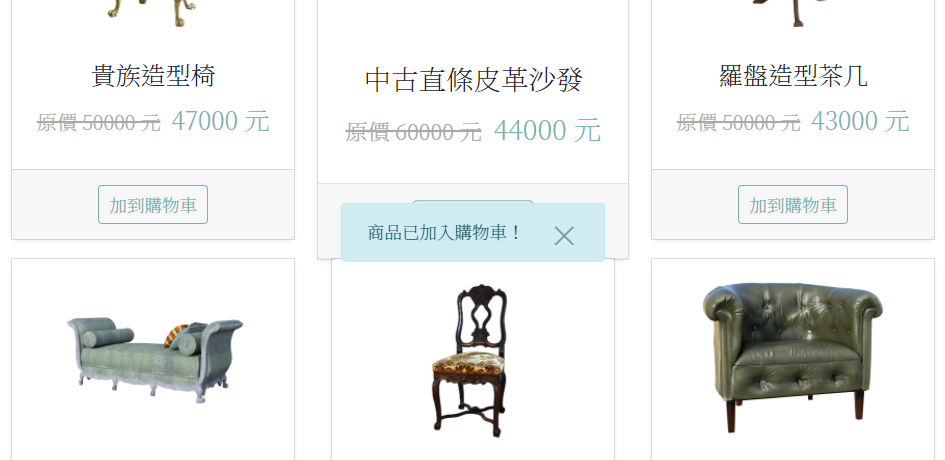 貴族造型椅
中古直條皮革沙發
羅盤造型茶几
原價 50000 元 47000 元
原價 60000 元 44000 元
原價 50000 元 43000 元
加到購物車
加到購物車
商品已加入購物車！